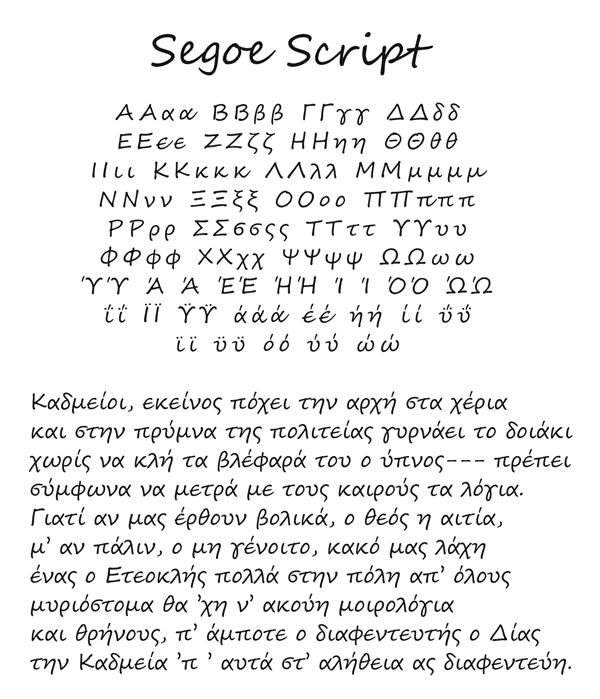 Segoe Script
ΑΑαα ΒΒββ ΓΓγγ ΔΔδδ
ΕΕεε ΖΖζζ ΗΗηη ΘΘθθ
ΙΙιι ΚΚκκκ ΛΛλλ ΜΜμμμμ
ΝΝνν ΞΞξξ ΟΟοο ΠΠπππ
ΡΡρρ ΣΣσσςς ΤΤττ ΥΥυυ
ΦΦφφ ΧΧχχ ΨΨψψ ΩΩωω
ΎΎ Ά Ά ΈΈ ΉΉ Ί Ί ΌΌ ΏΏ
ΐΐ ΪΪ ΫΫ άάά έέ ήή ίί ΰΰ
ϊϊ ϋϋ όό ύύ ώώ
Καδμείοι, εκείνος πόχει την αρχή στα χέρια
και στην πρύμνα της πολιτείας γυρνάει το δοιάκι
χωρίς να κλή τα βλέφαρά του ο ύπνος--- πρέπει
σύμφωνα να μετρά με τους καιρούς τα λόγια.
Γιατί αν μας έρθουν βολικά, ο θεός η αιτία,
μ’ αν πάλιν, ο μη γένοιτο, κακό μας λάχη
ένας ο Ετεοκλής πολλά στην πόλη απ’ όλους
μυριόστομα θα ’χη ν’ ακούη μοιρολόγια
και θρήνους, π’ άμποτε ο διαφεντευτής ο Δίας
την Καδμεία ’π ’ αυτά στ’ αλήθεια ας διαφεντεύη.